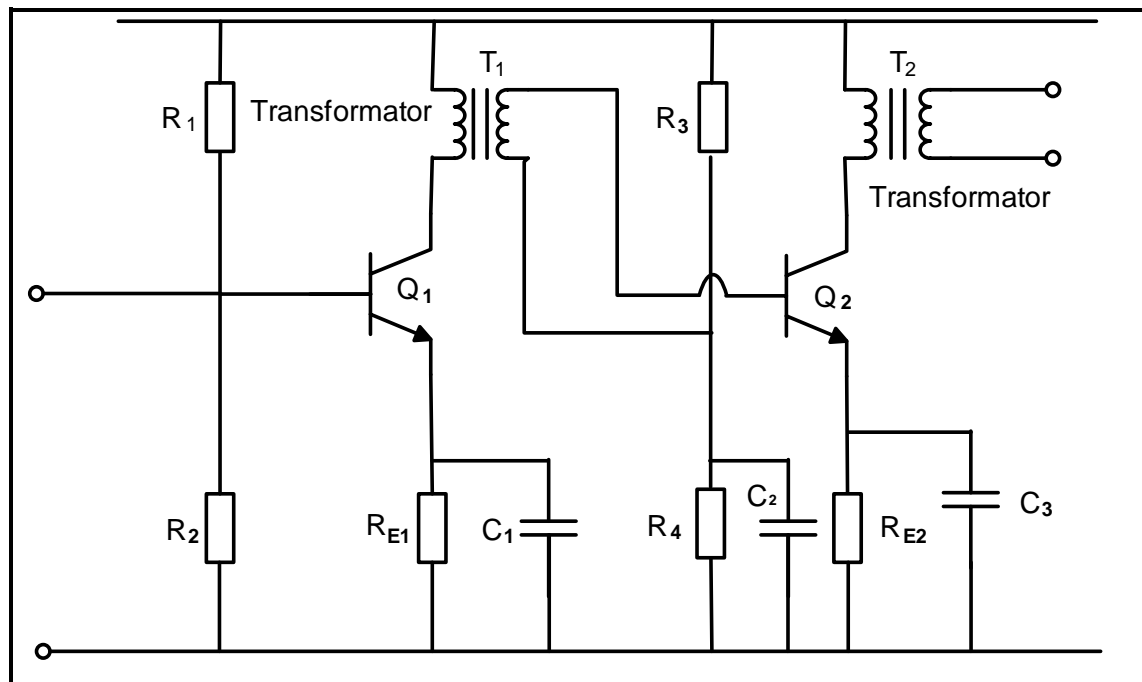 T1
T2
R1
Transformator
R3
Transformator
Q1
Q2
R2
RE1
C1
R4
C2
RE2
C3